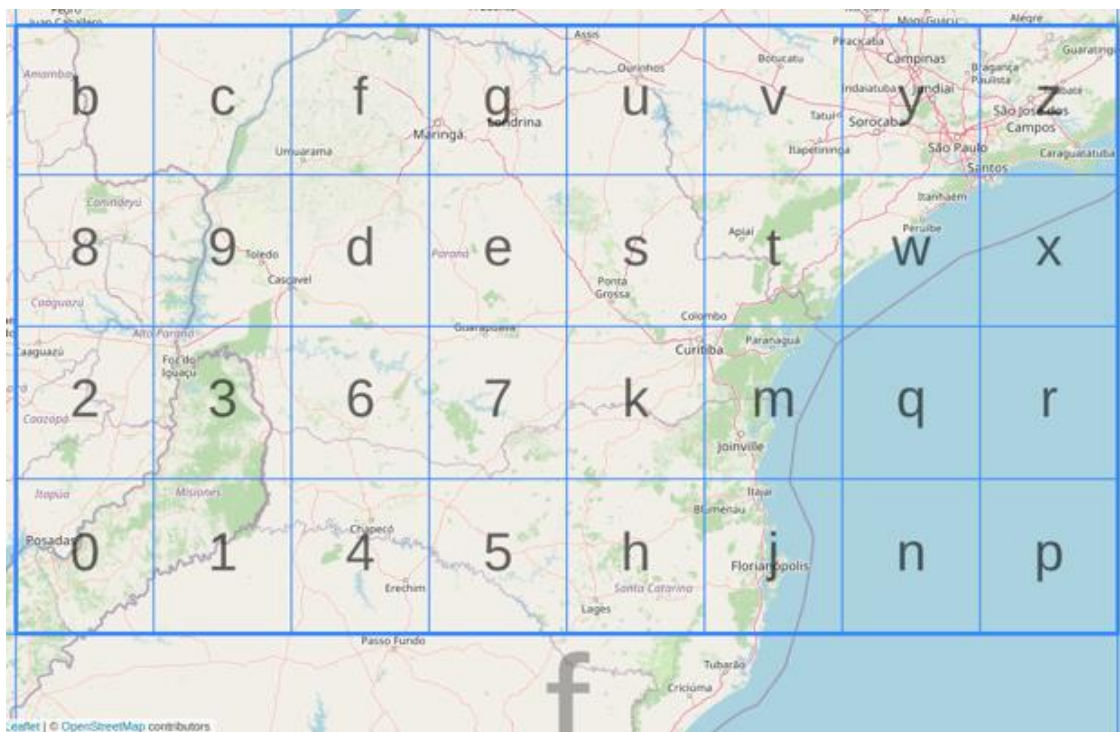 Pedro
Juan Caballero
Mogi Guaçu
Alegre
Assis
Piracicaba
Guarating
Amambay
Ourinhos
Botucatu
Campinas
Bragança
Paulista
b c f g u v y z
Indaiatuba
Jundiaí
Tatuí
Sorocaba
São José dos
Campos
Maringá
Londrina
Umuarama
Itapetininga
São Paulo
Santos
Caraguatatuba
Canindeyú
Itanhaém
Apiaí
Peruíbe
8 9 d e s t w x
Toledo
Paraná
Cascavel
Ponta
Grossa
Caaguazú
Colombo
Alto Paraná
Guarapuava
Paranaguá
Caaguazú
Foz do
Iguaçu
Curitiba
2 3 6 7 k m q r
Caazapá
Joinville
Itapúa
Misiones
Itajaí
Blumenau
Chapecó
Posadas
0 1 4 5 h j n p
Florianópolis
Erechim
Santa Catarina
Lages
Passo Fundo
f
Tubarão
Criciúma
Leaflet | © OpenStreetMap contributors